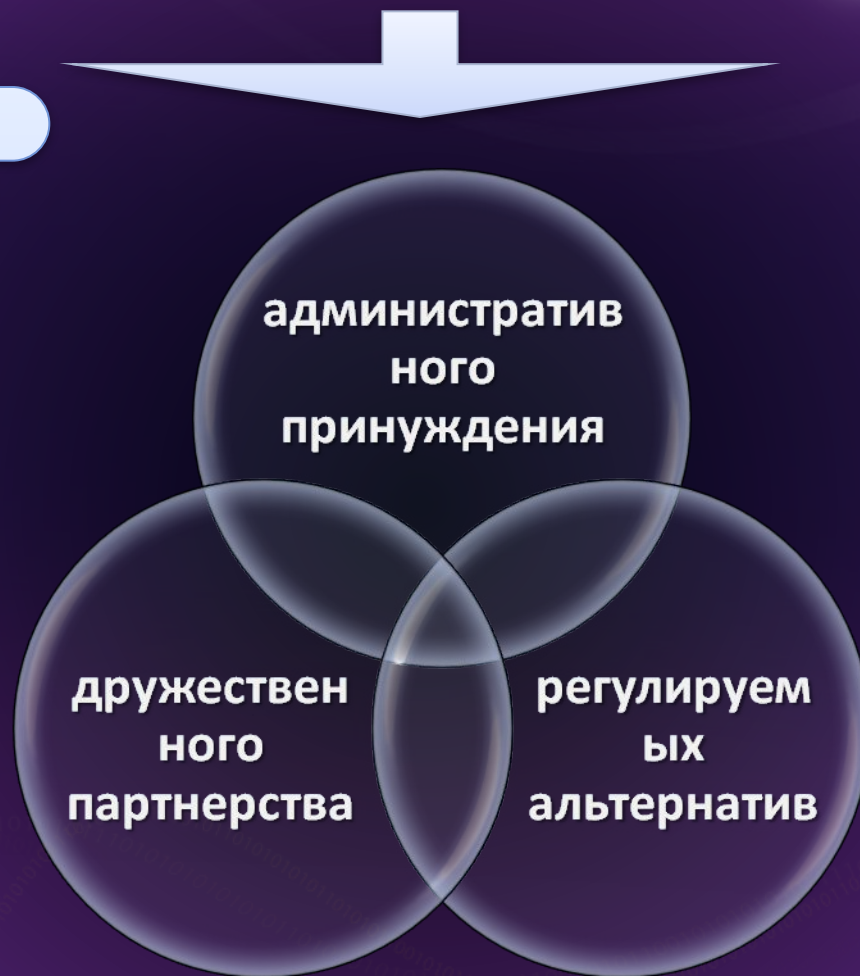 административ
ного
принуждения
дружествен
ного
партнерства
регулируем
ых
альтернатив